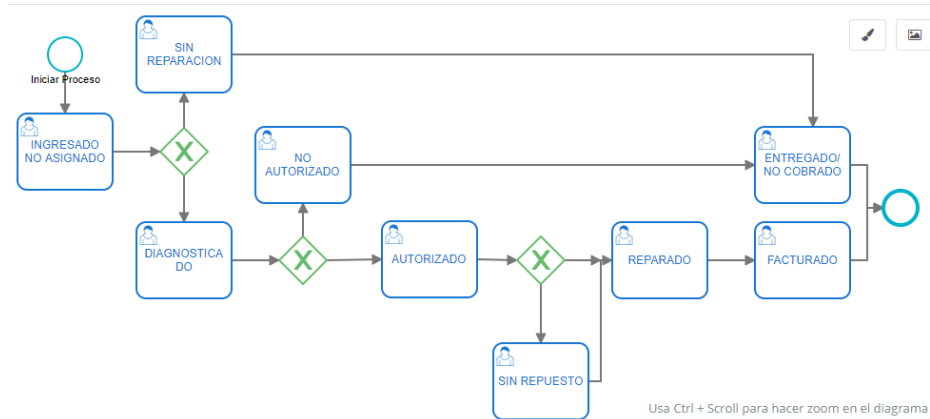 Iniciar Proceso
INGRESADO
NO ASIGNADO
SIN
REPARACION
DIAGNOSTICA
DO
NO
AUTORIZADO
AUTORIZADO
SIN REPUESTO
REPARADO
FACTURADO
ENTREGADO/
NO COBRADO
Usa Ctrl + Scroll para hacer zoom en el diagrama